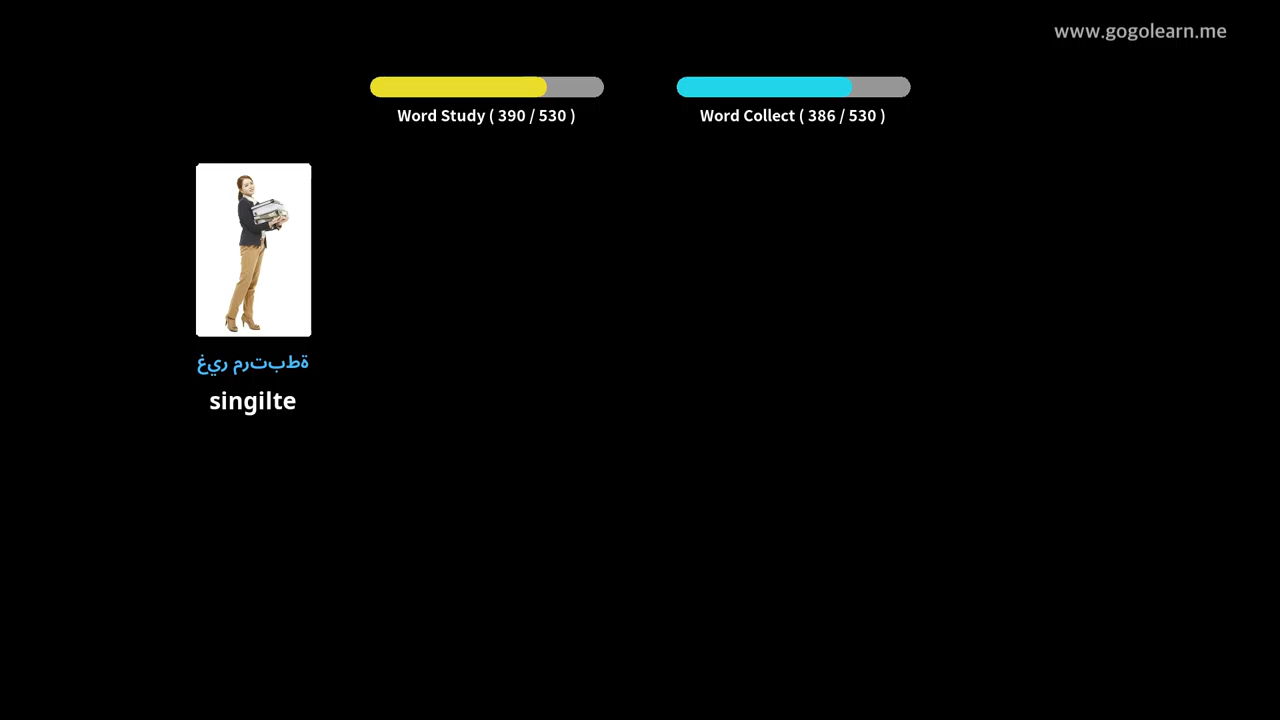 www.gogolearn.me
Word Study ( 390 / 530 )
Word Collect ( 386 / 530 )
غير مرتبطة
singilte